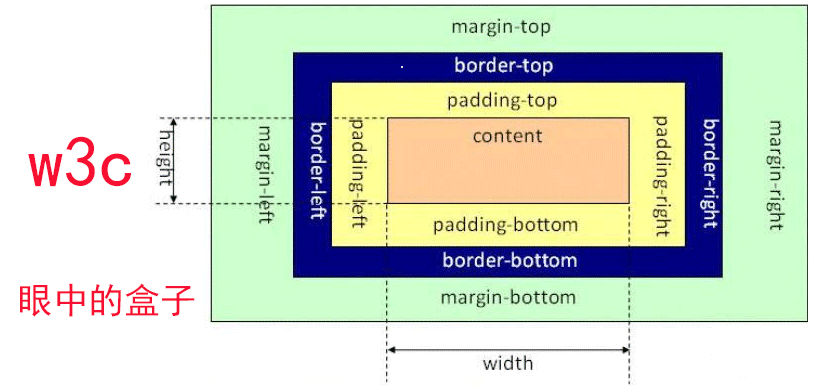 margin-top
border-top
padding-top
content
w3c
height
margin-left
border-left
padding-left
padding-right
border-right
margin-right
padding-bottom
border-bottom
眼中的盒子
margin-bottom
width